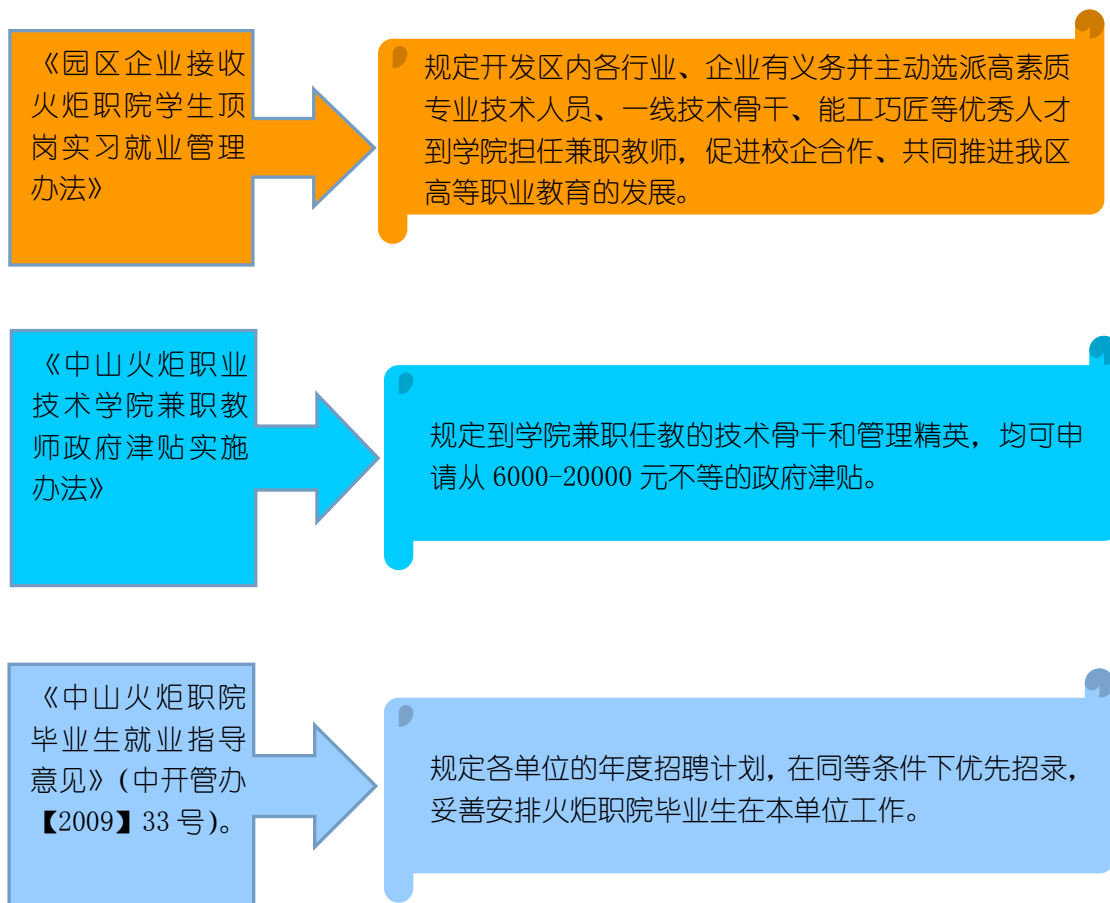 《园区企业接收
火炬职院学生顶
岗实习就业管理
办法》
规定开发区内各行业、企业有义务并主动选派高素质
专业技术人员、一线技术骨干、能工巧匠等优秀人才
到学院担任兼职教师，促进校企合作、共同推进我区
高等职业教育的发展。
《中山火炬职业
技术学院兼职教
师政府津贴实施
办法》
规定到学院兼职任教的技术骨干和管理精英，均可申
请从 6000-20000 元不等的政府津贴。
《中山火炬职院
毕业生就业指导
意见》(中开管办
【2009】33 号)。
规定各单位的年度招聘计划，在同等条件下优先招录，
妥善安排火炬职院毕业生在本单位工作。